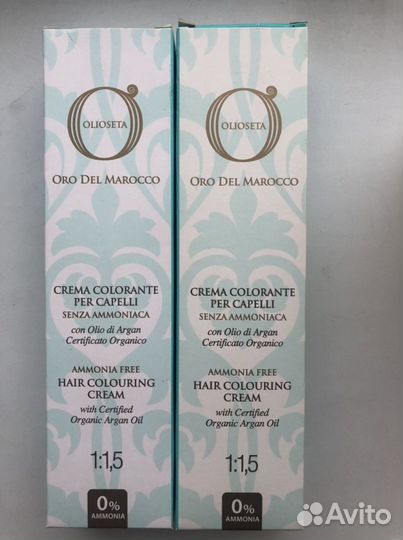 OLIOSETA
ORO DEL MAROCCO
CREMA COLORANTE
PER CAPELLI
SENZA AMMONIACA
con Olio di Argan
Certificato Organico
AMMONIA FREE
HAIR COLOURING
CREAM
with Certified
Organic Argan Oil
1:1,5
0%
AMMONIA
OLIOSETA
ORO DEL MAROCCO
CREMA COLORANTE
PER CAPELLI
SENZA AMMONIACA
con Olio di Argan
Certificato Organico
AMMONIA FREE
HAIR COLOURING
CREAM
with Certified
Organic Argan Oil
1:1,5
0%
AMMONIA
Avito